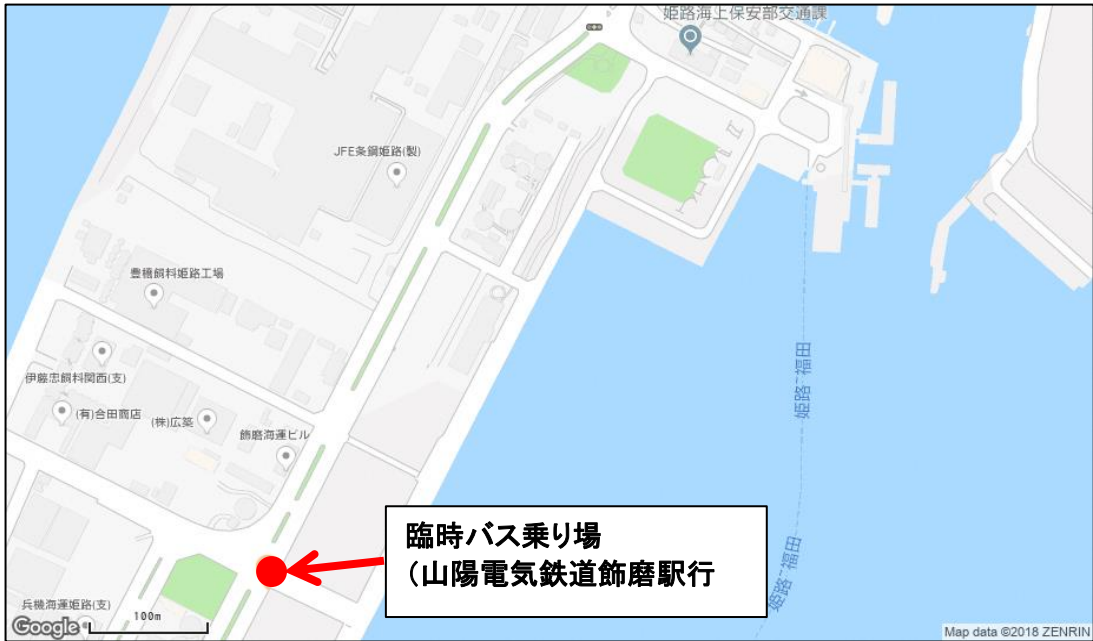 姫路海上保安部交通課
JFE条鋼姫路(製)
豊橋飼料姫路工場
伊藤忠飼料関西(支)
(有)合田商店
(株)広築
飾磨海運ビル
姫路-福田
姫路-福田
臨時バス乗り場
(山陽電気鉄道飾磨駅行
兵機海運姫路(支)
100m
Google
Map data ©2018 ZENRIN